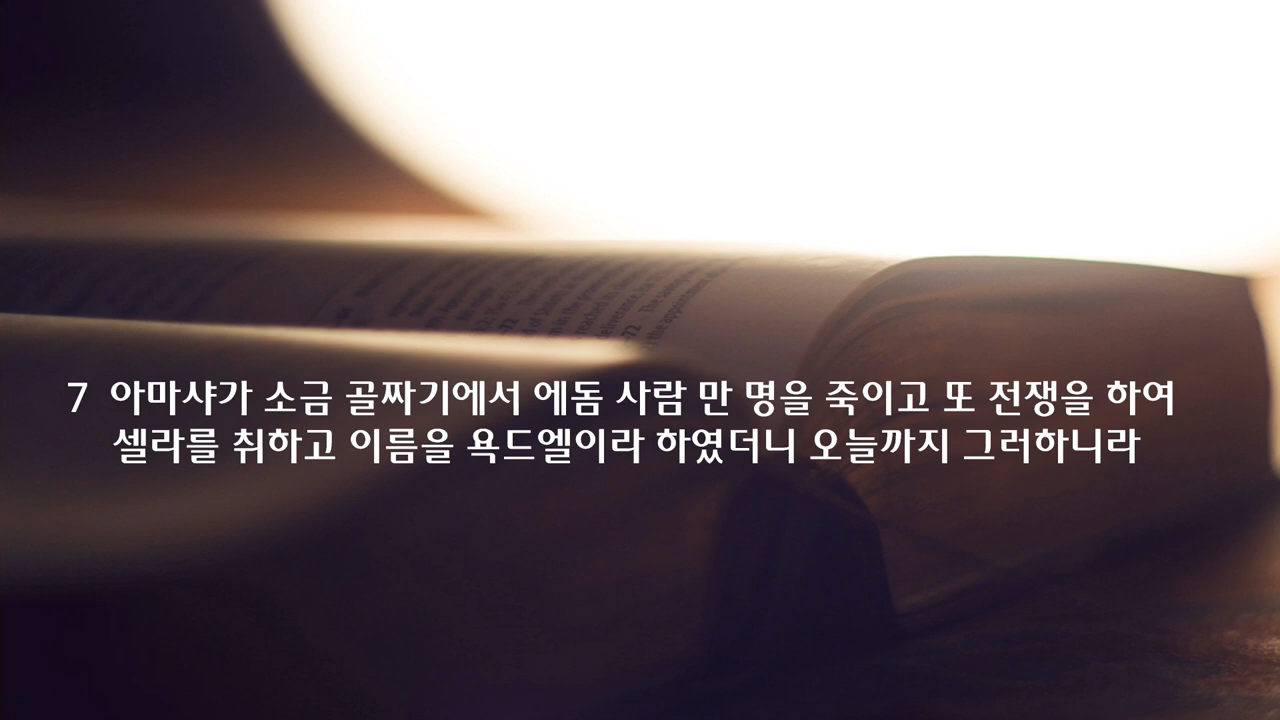 7 아마샤가 소금 골짜기에서 에돔 사람 만 명을 죽이고 또 전쟁을 하여
셀라를 취하고 이름을 욕드엘이라 하였더니 오늘까지 그러하니라